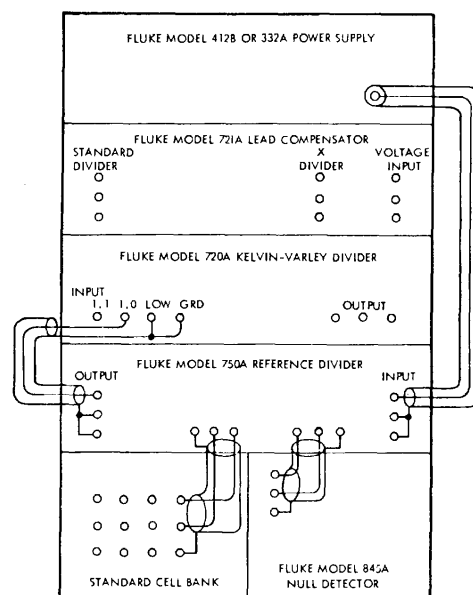 FLUKE MODEL 412B OR 332A POWER SUPPLY
FLUKE MODEL 721A LEAD COMPENSATOR
STANDARD DIVIDER
X DIVIDER
VOLTAGE INPUT
FLUKE MODEL 720A KELVIN-VARLEY DIVIDER
INPUT
1.1 1.0 LOW GRD
OUTPUT
FLUKE MODEL 750A REFERENCE DIVIDER
OUTPUT
INPUT
STANDARD CELL BANK
FLUKE MODEL 845A
NULL DETECTOR